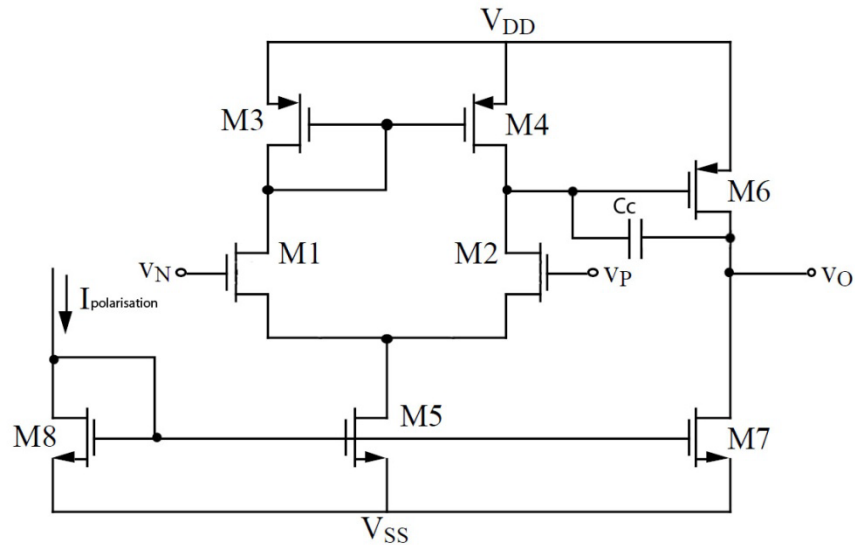 VDD
M3
M4
M6
Cc
M1
M2
vN
vP
vO
Ipolarisation
M8
M5
M7
VSS